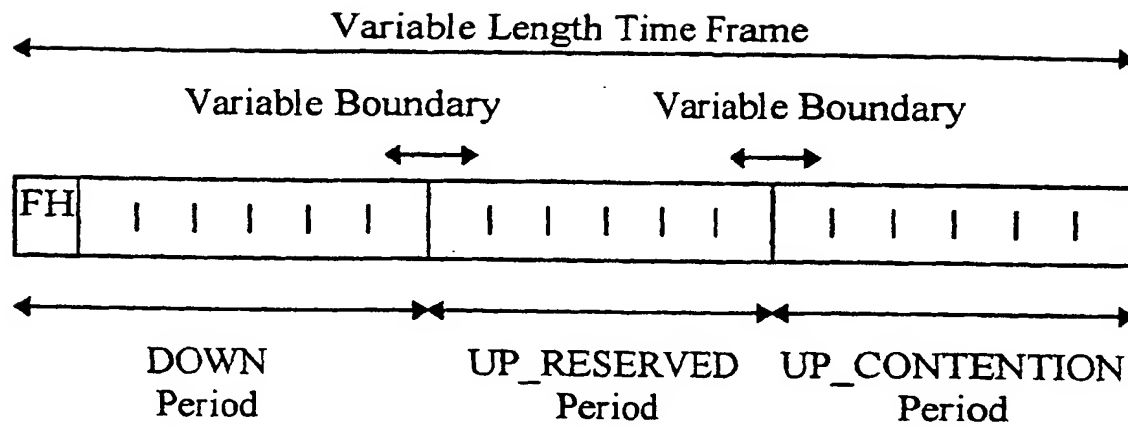 Variable Length Time Frame
Variable Boundary
Variable Boundary
FH
DOWN
Period
UP_RESERVED
Period
UP_CONTENTION
Period